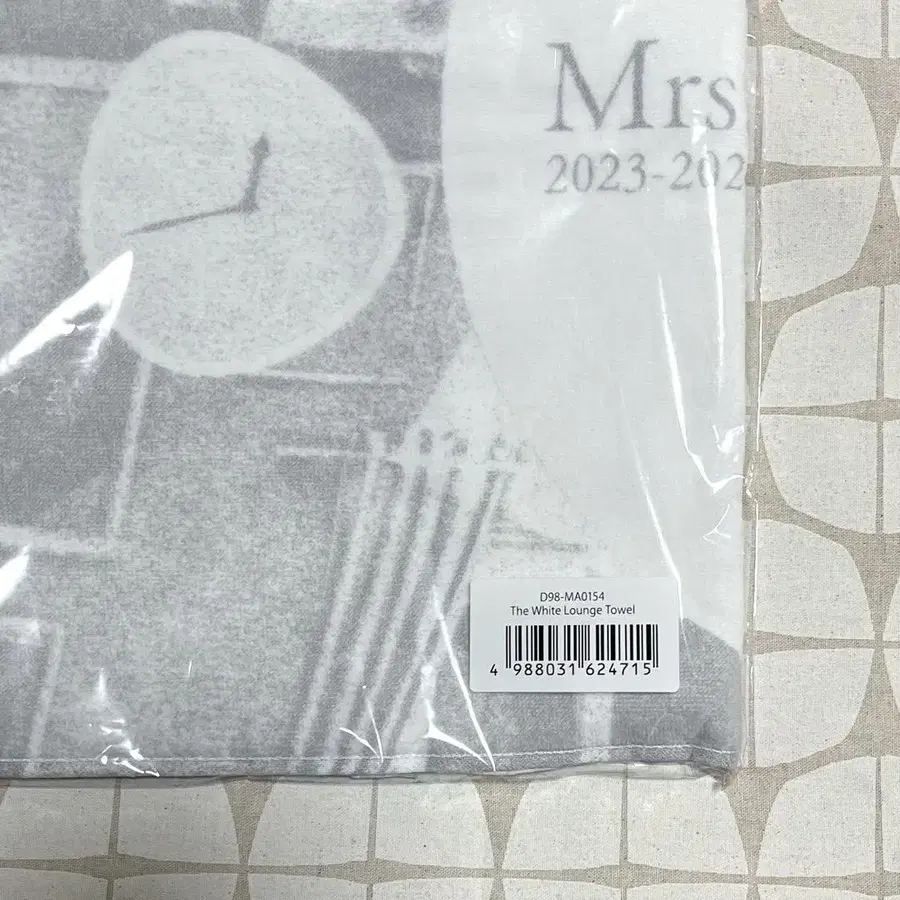 Mrs
2023-202
D98-MA0154
The White Lounge Towel
4 988031 624715